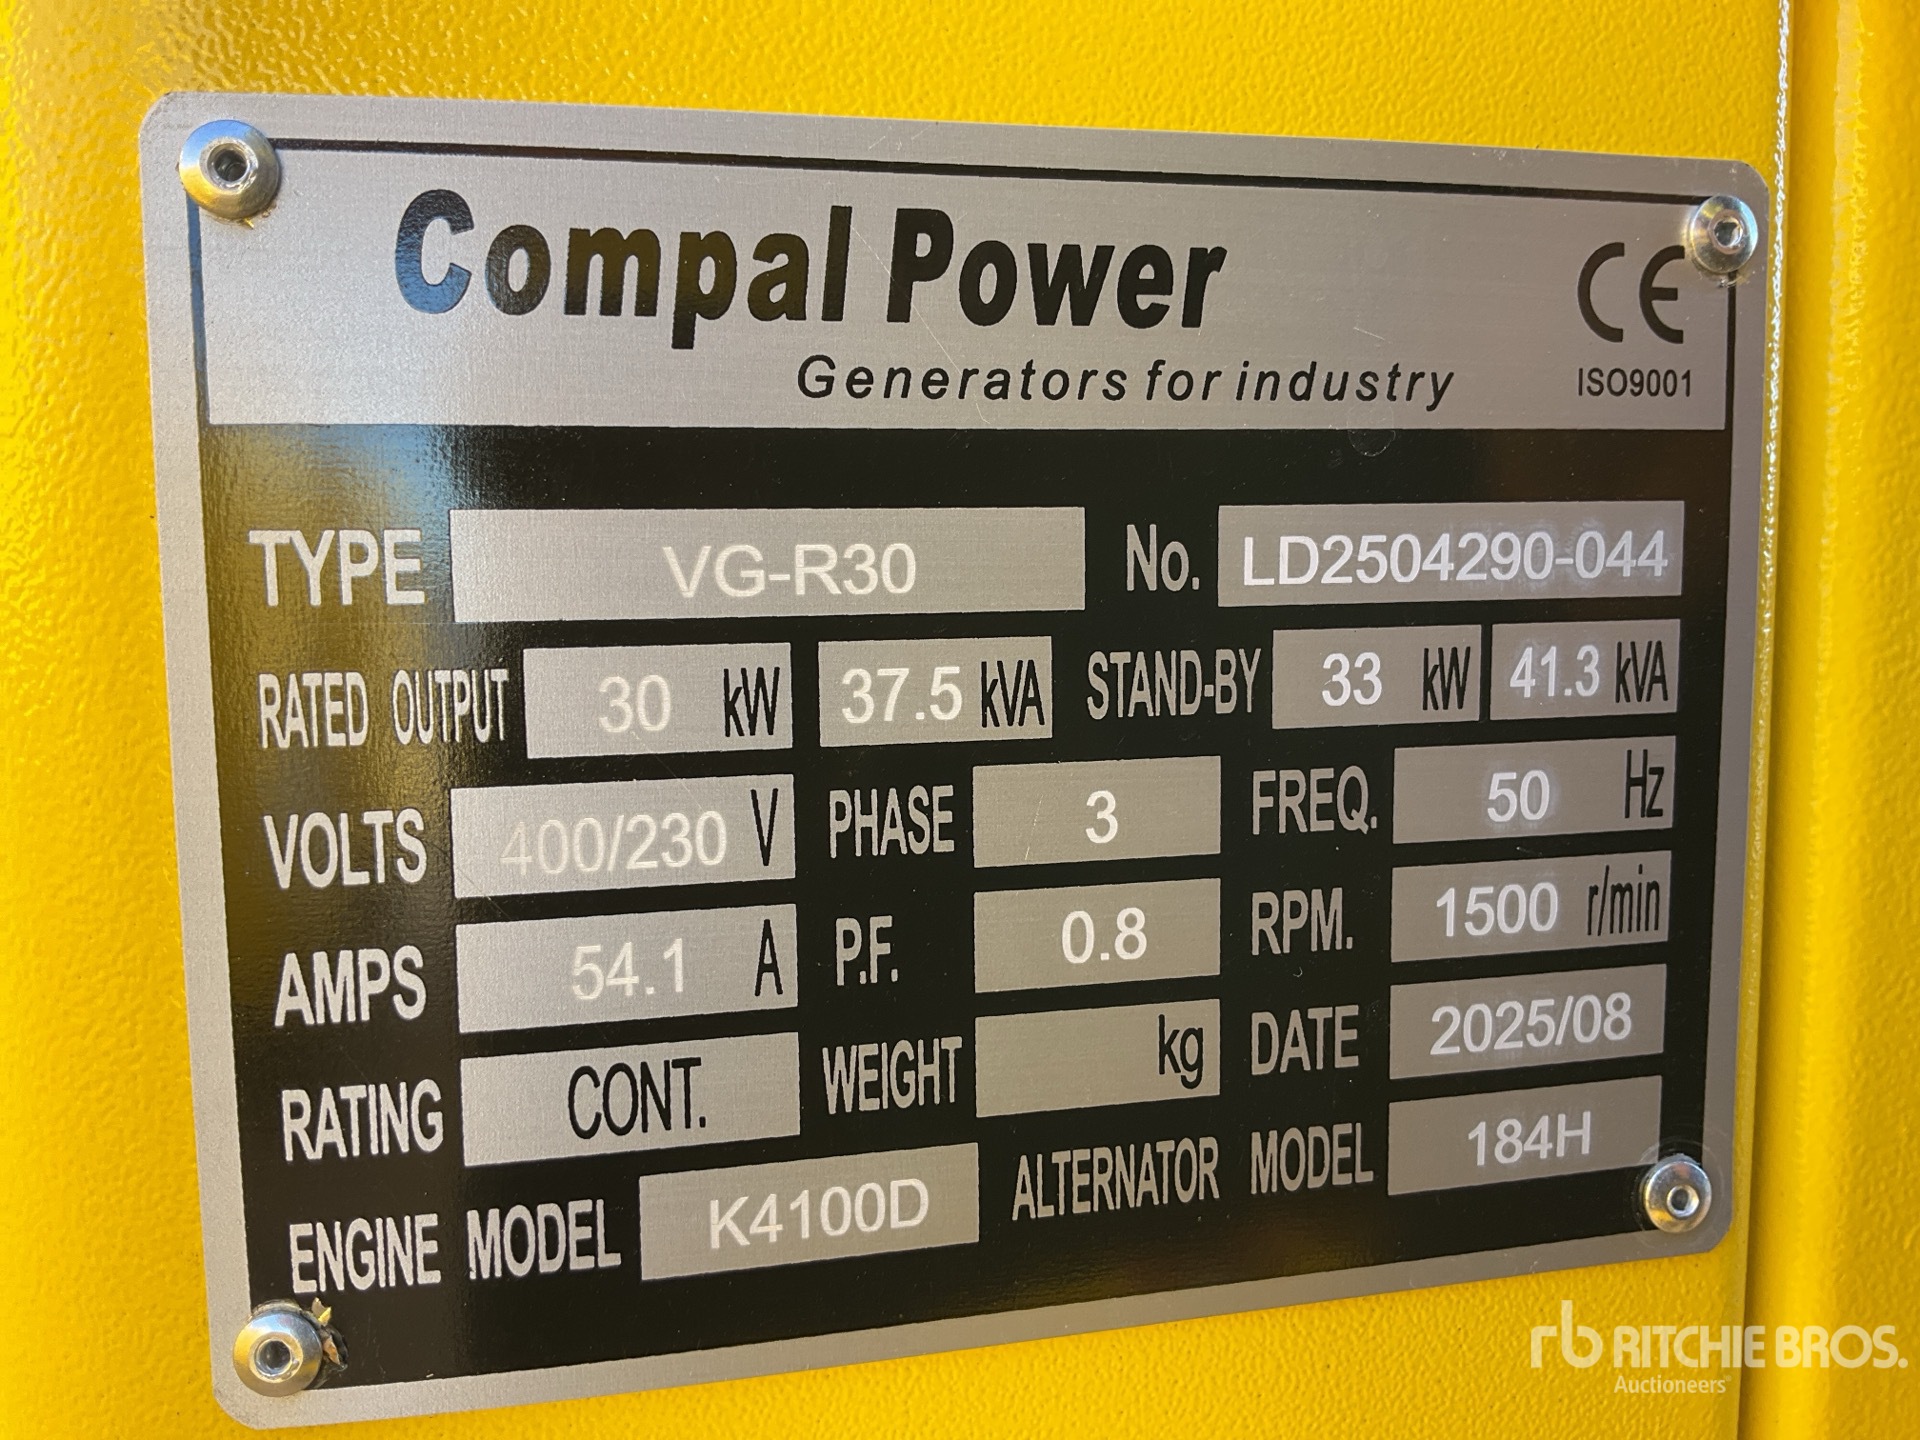 Compal Power
CE
Generators for industry
ISO9001
TYPE VG-R30 No. LD2504290-044
RATED OUTPUT 30 kW 37.5 kVA STAND-BY 33 kW 41.3 kVA
VOLTS 400/230 V PHASE 3 FREQ. 50 Hz
AMPS 54.1 A P.F. 0.8 RPM. 1500 r/min
RATING CONT. WEIGHT kg DATE 2025/08
ENGINE MODEL K4100D ALTERNATOR MODEL 184H
rb RITCHIE BROS.
Auctioneers